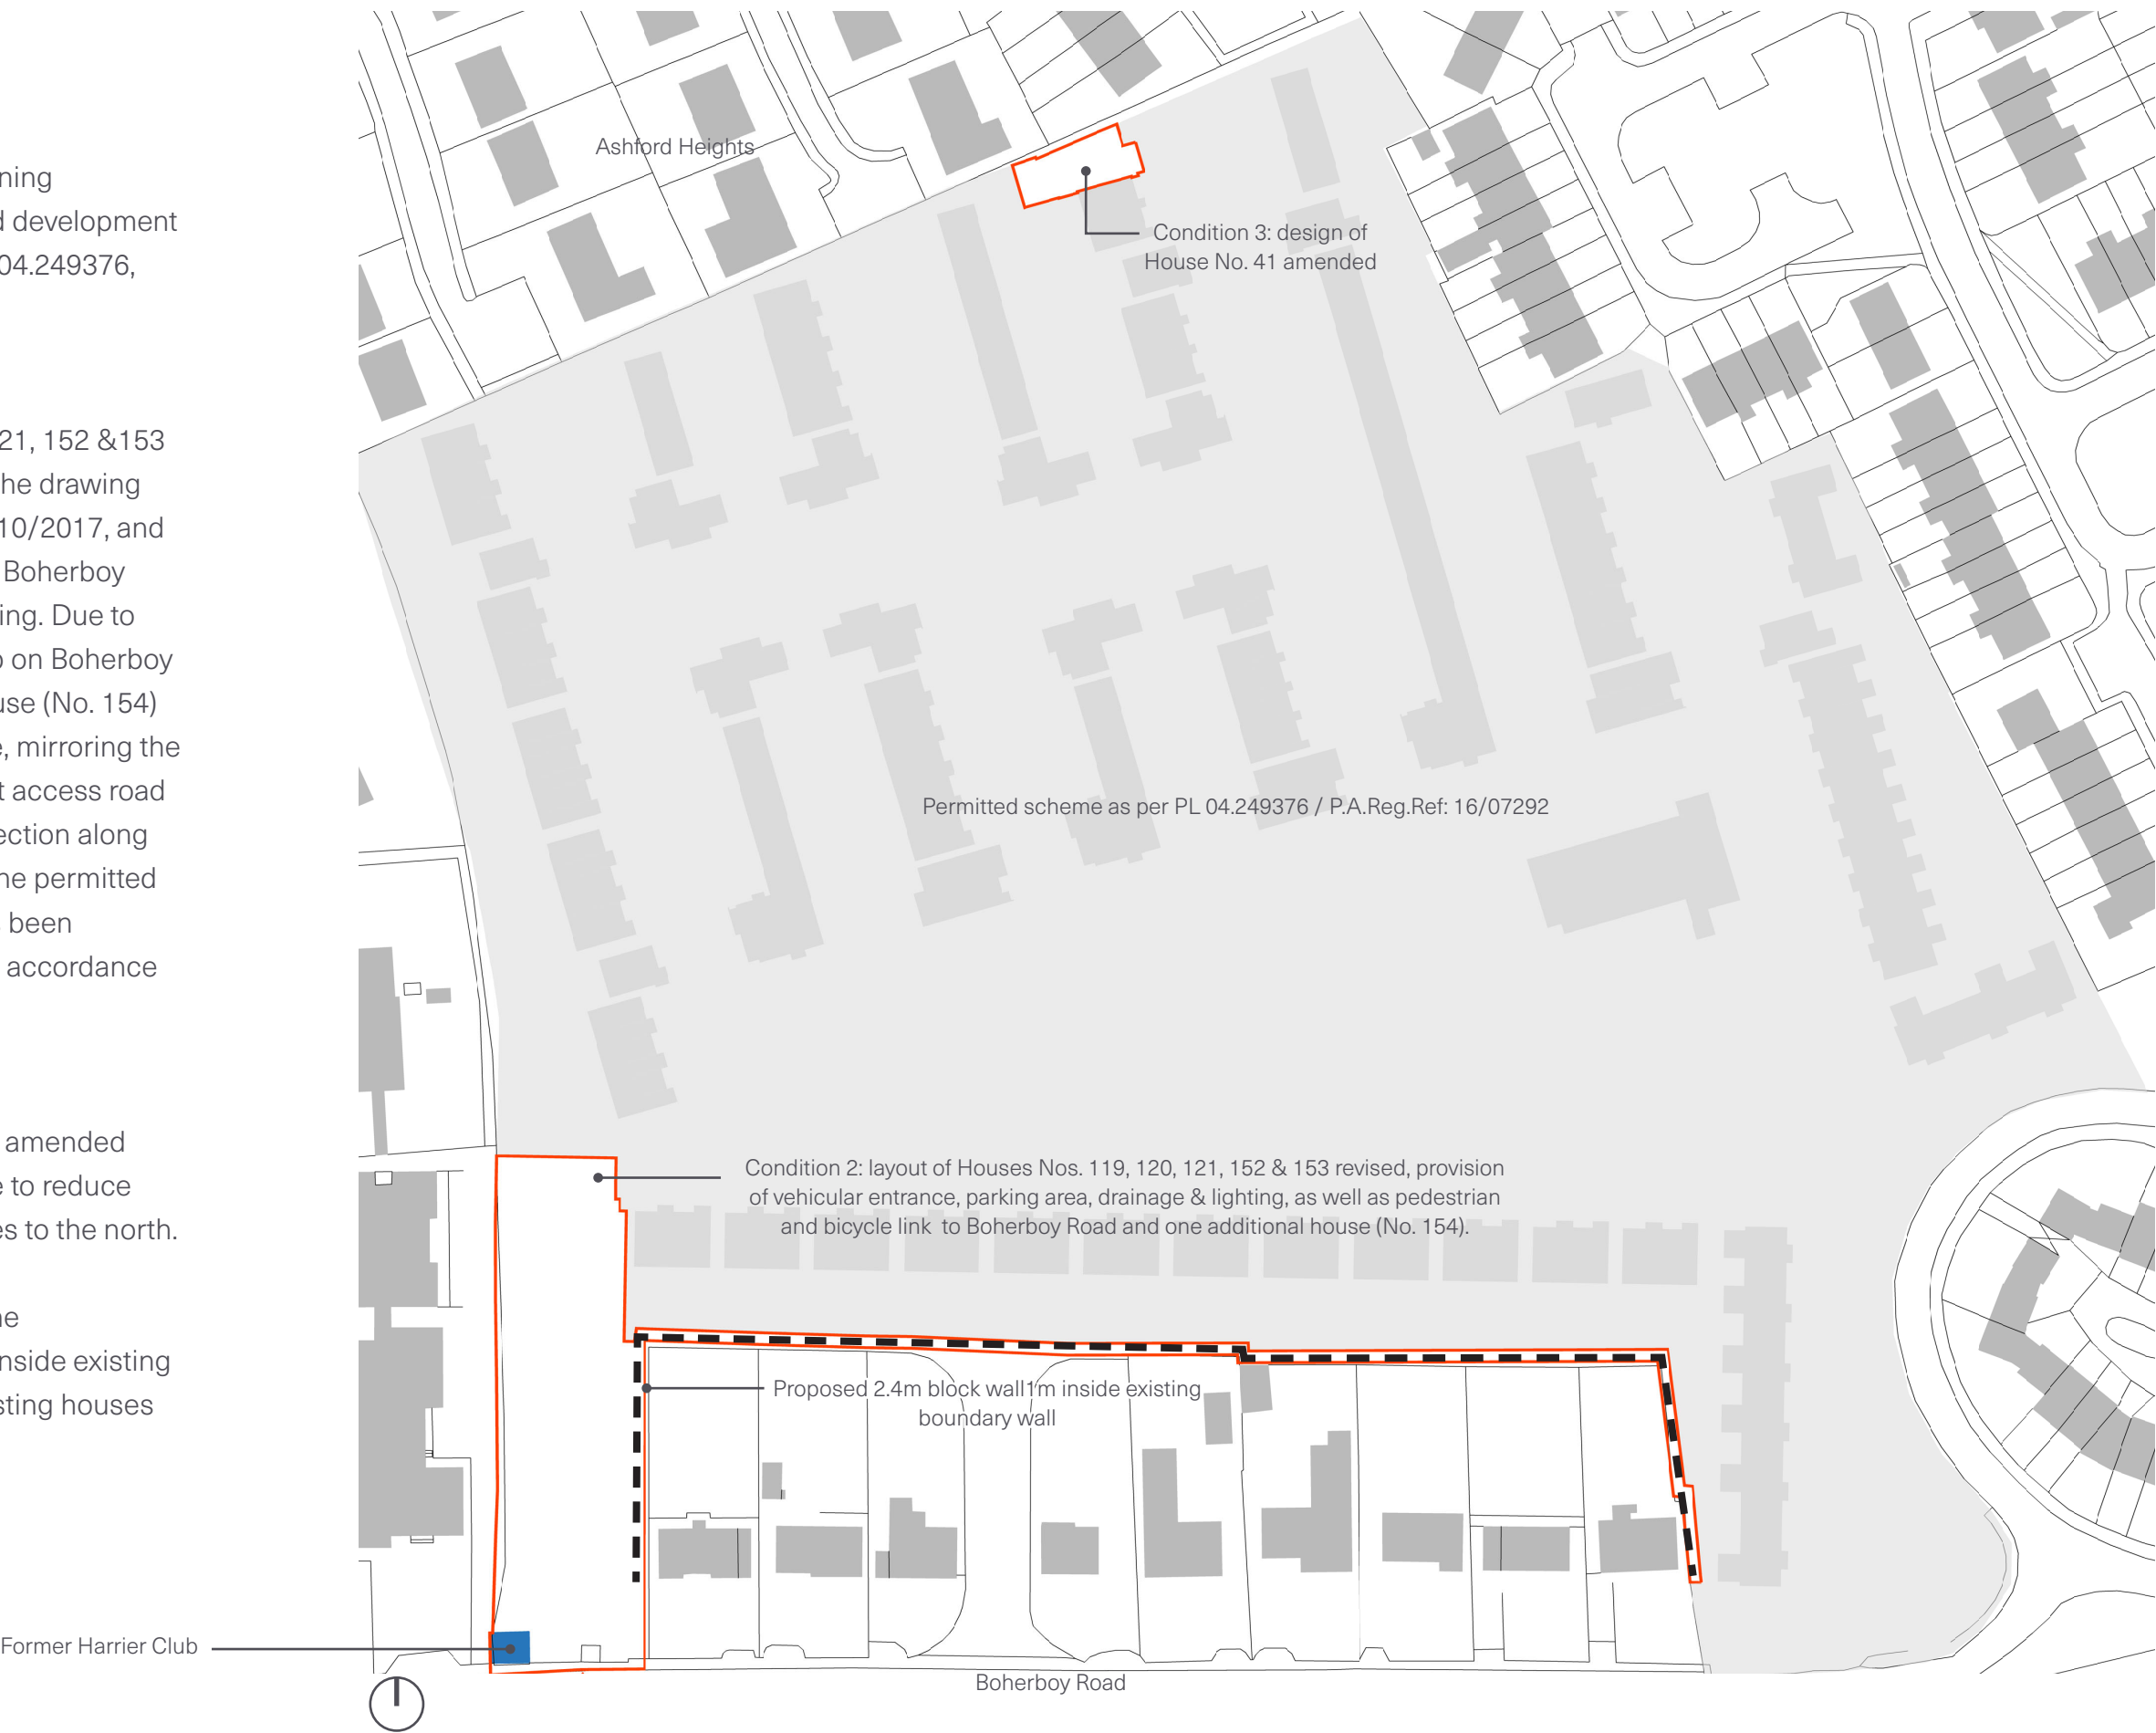 ning
d development
04.249376,
21, 152 &153
he drawing
10/2017, and
Boherboy
ing. Due to
o on Boherboy
use (No. 154)
e, mirroring the
t access road
ection along
he permitted
been
accordance
amended
e to reduce
es to the north.
ne
nside existing
sting houses
Ashford Heights
Condition 3: design of
House No. 41 amended
Permitted scheme as per PL 04.249376 / P.A.Reg.Ref: 16/07292
Condition 2: layout of Houses Nos. 119, 120, 121, 152 & 153 revised, provision
of vehicular entrance, parking area, drainage & lighting, as well as pedestrian
and bicycle link to Boherboy Road and one additional house (No. 154).
Proposed 2.4m block wall 1m inside existing
boundary wall
Former Harrier Club
Boherboy Road